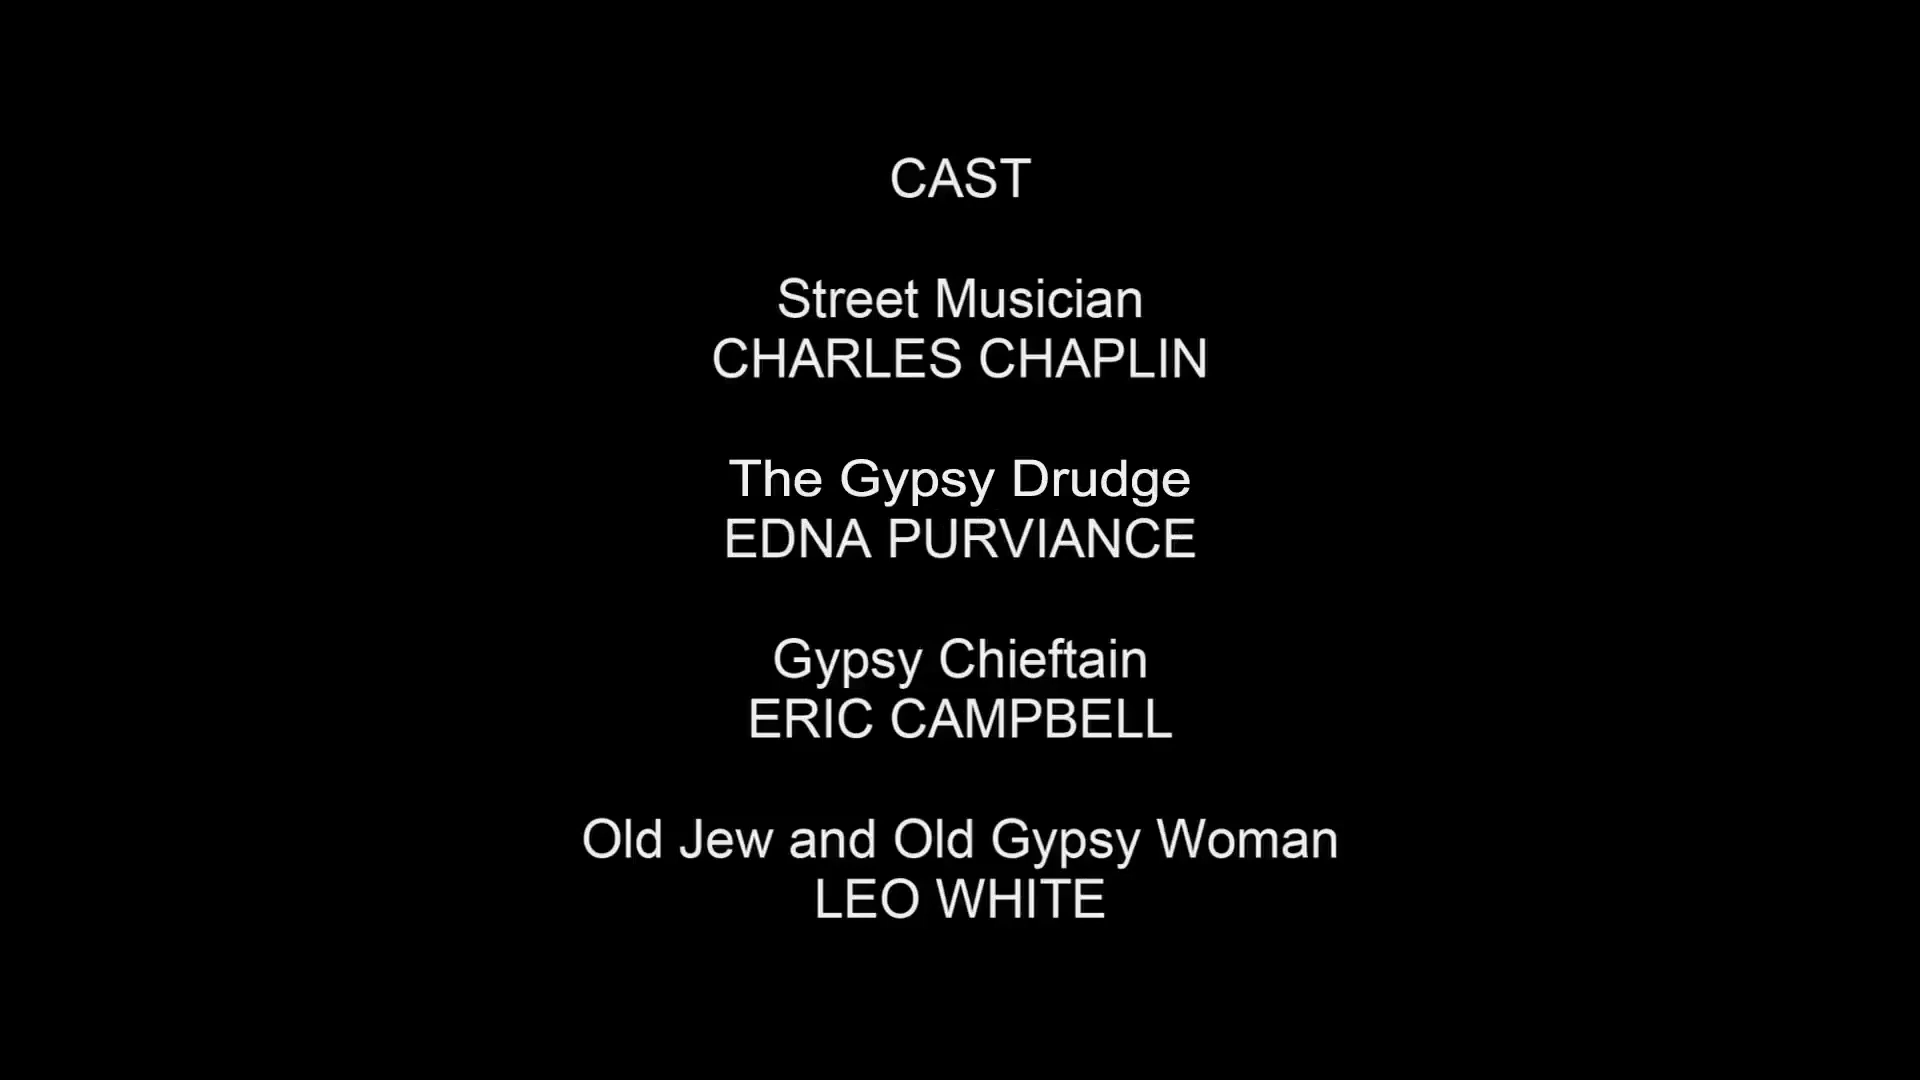 CAST
Street Musician
CHARLES CHAPLIN
The Gypsy Drudge
EDNA PURVIANCE
Gypsy Chieftain
ERIC CAMPBELL
Old Jew and Old Gypsy Woman
LEO WHITE